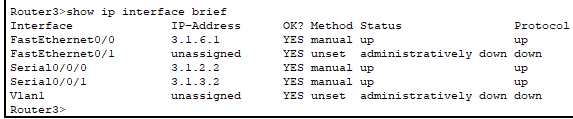 Router3>show ip interface brief
Interface              IP-Address      OK? Method Status                Protocol
FastEthernet0/0        3.1.6.1         YES manual up                    up
FastEthernet0/1        unassigned      YES unset  administratively down down
Serial0/0/0            3.1.2.2         YES manual up                    up
Serial0/0/1            3.1.3.2         YES manual up                    up
Vlan1                  unassigned      YES unset  administratively down down
Router3>